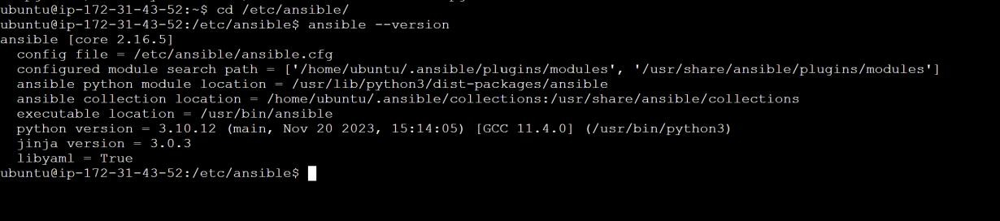 ubuntu@ip-172-31-43-52:~$ cd /etc/ansible/
ubuntu@ip-172-31-43-52:/etc/ansible$ ansible --version
ansible [core 2.16.5]
  config file = /etc/ansible/ansible.cfg
  configured module search path = ['/home/ubuntu/.ansible/plugins/modules', '/usr/share/ansible/plugins/modules']
  ansible python module location = /usr/lib/python3/dist-packages/ansible
  ansible collection location = /home/ubuntu/.ansible/collections:/usr/share/ansible/collections
  executable location = /usr/bin/ansible
  python version = 3.10.12 (main, Nov 20 2023, 15:14:05) [GCC 11.4.0] (/usr/bin/python3)
  jinja version = 3.0.3
  libyaml = True
ubuntu@ip-172-31-43-52:/etc/ansible$